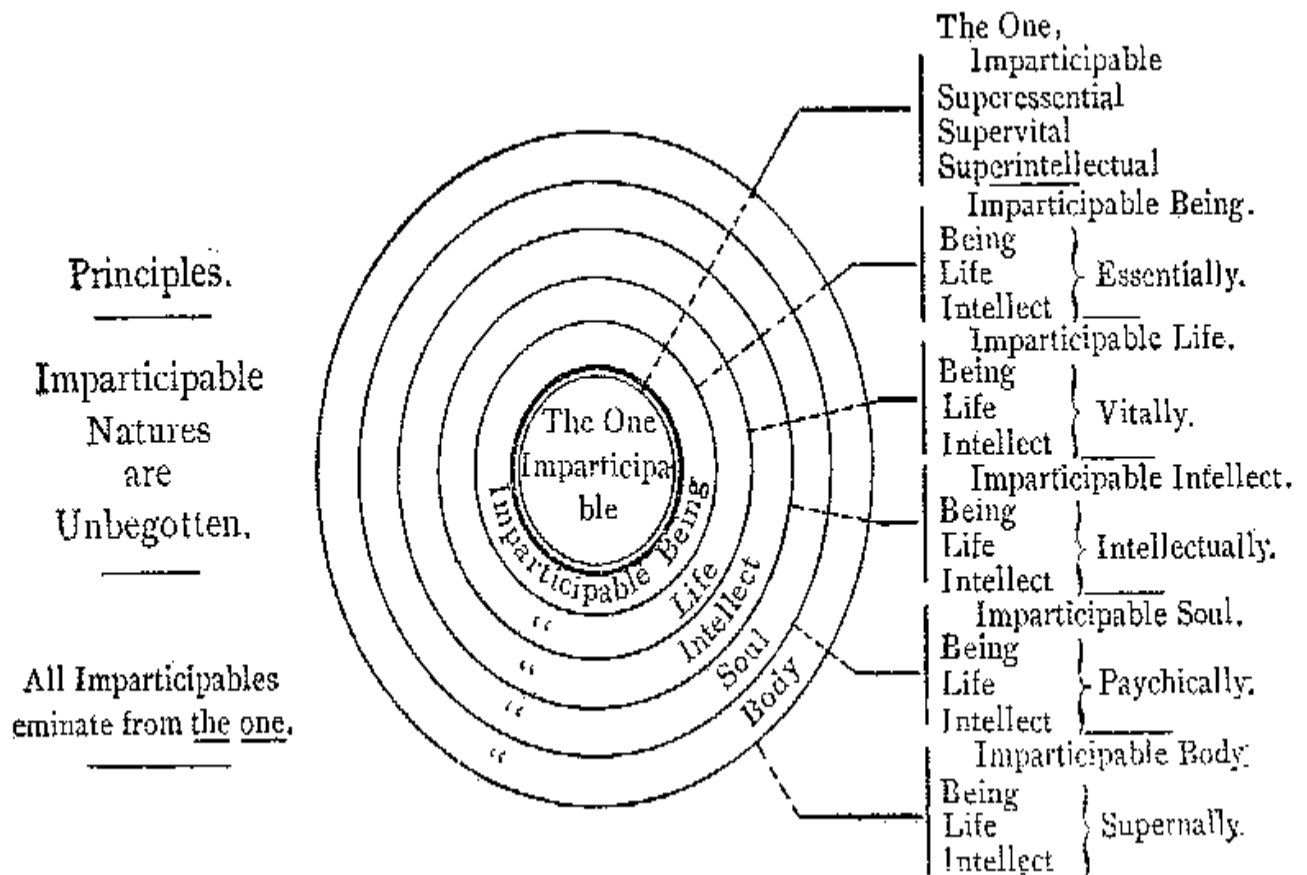 Principles.
Imparticipable
Natures
are
Unbegotten.
All Imparticipables
eminate from the one.
The One
Imparticipa-
ble
Imparticipable Being
“ Life
“ Intellect
“ Soul
“ Body
The One,
Imparticipable
Superessential
Supervital
Superintellectual
Imparticipable Being.
Being
Life
Intellect
Essentially.
Imparticipable Life.
Being
Life
Intellect
Vitally.
Imparticipable Intellect.
Being
Life
Intellect
Intellectually.
Imparticipable Soul.
Being
Life
Intellect
Paychically.
Imparticipable Body.
Being
Life
Intellect
Supernally.